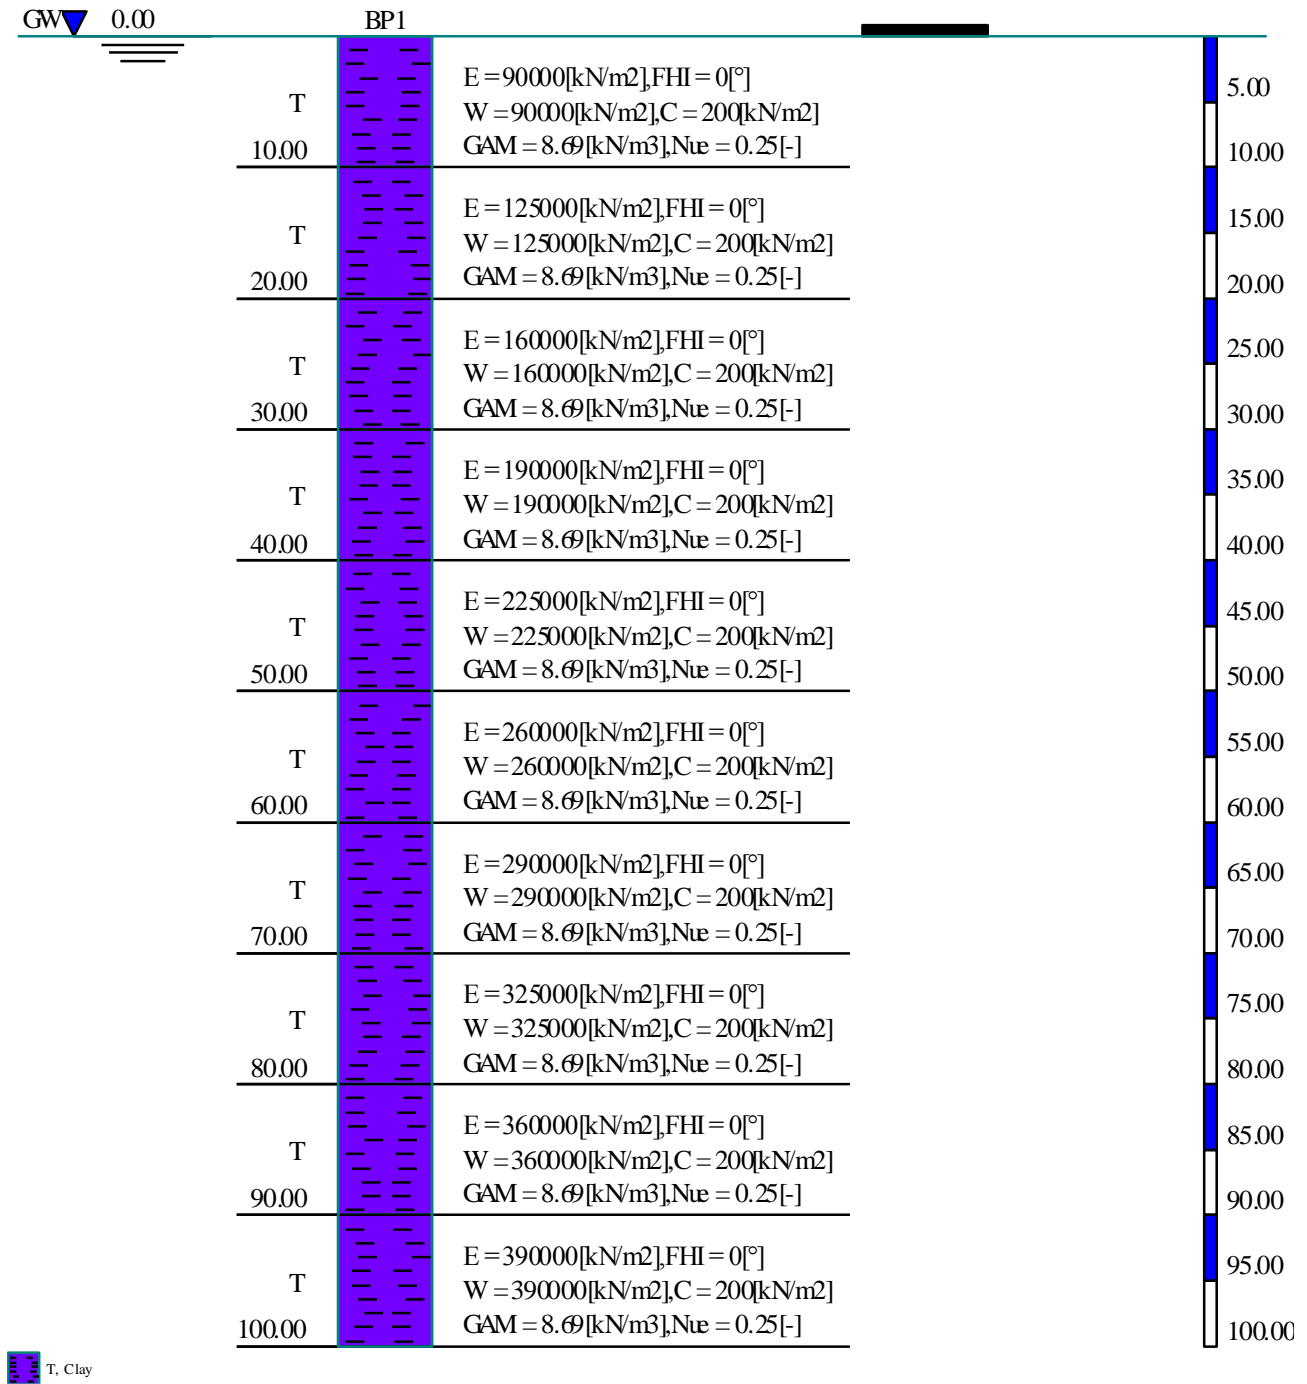 GW 0.00 BP1
E = 90000[kN/m2],FHI = 0[°]
5.00
T
W = 90000[kN/m2],C = 200[kN/m2]
10.00
GAM = 8.69[kN/m3],Nue = 0.25[-]
10.00
E = 125000[kN/m2],FHI = 0[°]
15.00
T
W = 125000[kN/m2],C = 200[kN/m2]
20.00
GAM = 8.69[kN/m3],Nue = 0.25[-]
20.00
E = 160000[kN/m2],FHI = 0[°]
25.00
T
W = 160000[kN/m2],C = 200[kN/m2]
30.00
GAM = 8.69[kN/m3],Nue = 0.25[-]
30.00
E = 190000[kN/m2],FHI = 0[°]
35.00
T
W = 190000[kN/m2],C = 200[kN/m2]
40.00
GAM = 8.69[kN/m3],Nue = 0.25[-]
40.00
E = 225000[kN/m2],FHI = 0[°]
45.00
T
W = 225000[kN/m2],C = 200[kN/m2]
50.00
GAM = 8.69[kN/m3],Nue = 0.25[-]
50.00
E = 260000[kN/m2],FHI = 0[°]
55.00
T
W = 260000[kN/m2],C = 200[kN/m2]
60.00
GAM = 8.69[kN/m3],Nue = 0.25[-]
60.00
E = 290000[kN/m2],FHI = 0[°]
65.00
T
W = 290000[kN/m2],C = 200[kN/m2]
70.00
GAM = 8.69[kN/m3],Nue = 0.25[-]
70.00
E = 325000[kN/m2],FHI = 0[°]
75.00
T
W = 325000[kN/m2],C = 200[kN/m2]
80.00
GAM = 8.69[kN/m3],Nue = 0.25[-]
80.00
E = 360000[kN/m2],FHI = 0[°]
85.00
T
W = 360000[kN/m2],C = 200[kN/m2]
90.00
GAM = 8.69[kN/m3],Nue = 0.25[-]
90.00
E = 390000[kN/m2],FHI = 0[°]
95.00
T
W = 390000[kN/m2],C = 200[kN/m2]
100.00
GAM = 8.69[kN/m3],Nue = 0.25[-]
100.00
T, Clay